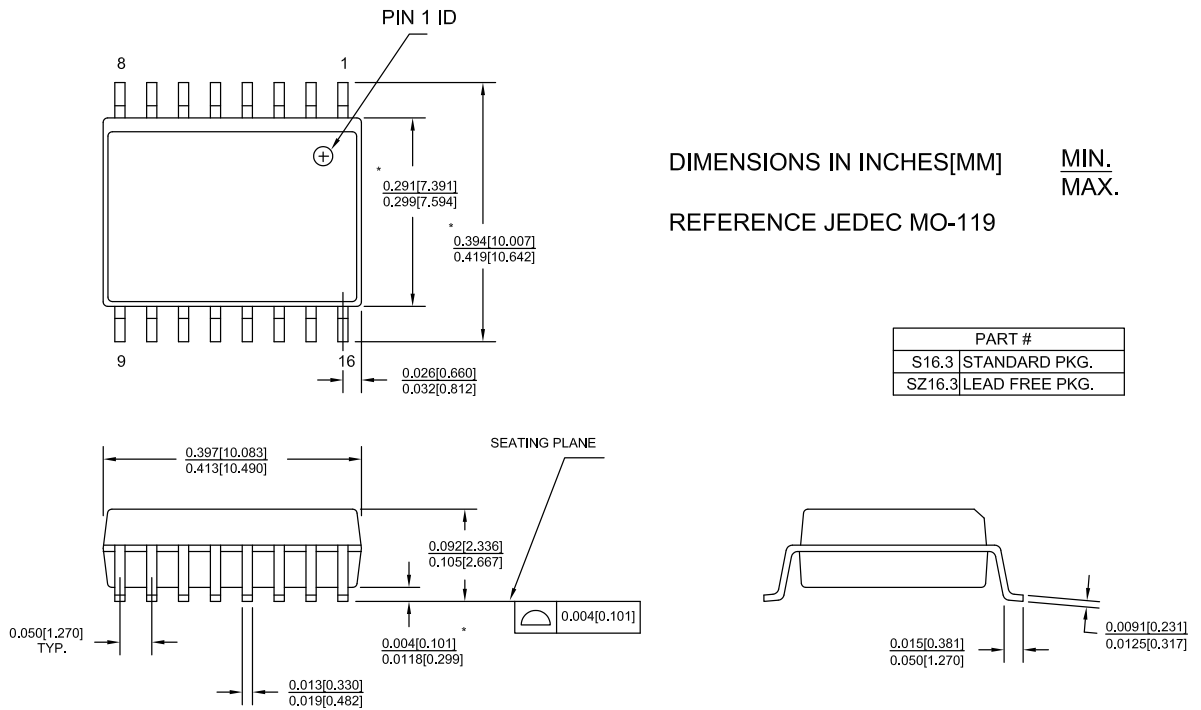 PIN 1 ID
8
1
*
0.291[7.391]
0.299[7.594]
*
0.394[10.007]
0.419[10.642]
9
16
0.026[0.660]
0.032[0.812]
DIMENSIONS IN INCHES[MM]
MIN.
MAX.
REFERENCE JEDEC MO-119
PART #
S16.3 STANDARD PKG.
SZ16.3 LEAD FREE PKG.
0.397[10.083]
0.413[10.490]
SEATING PLANE
0.092[2.336]
0.105[2.667]
0.004[0.101]
0.050[1.270]
TYP.
*
0.004[0.101]
0.0118[0.299]
0.013[0.330]
0.019[0.482]
0.015[0.381]
0.050[1.270]
0.0091[0.231]
0.0125[0.317]